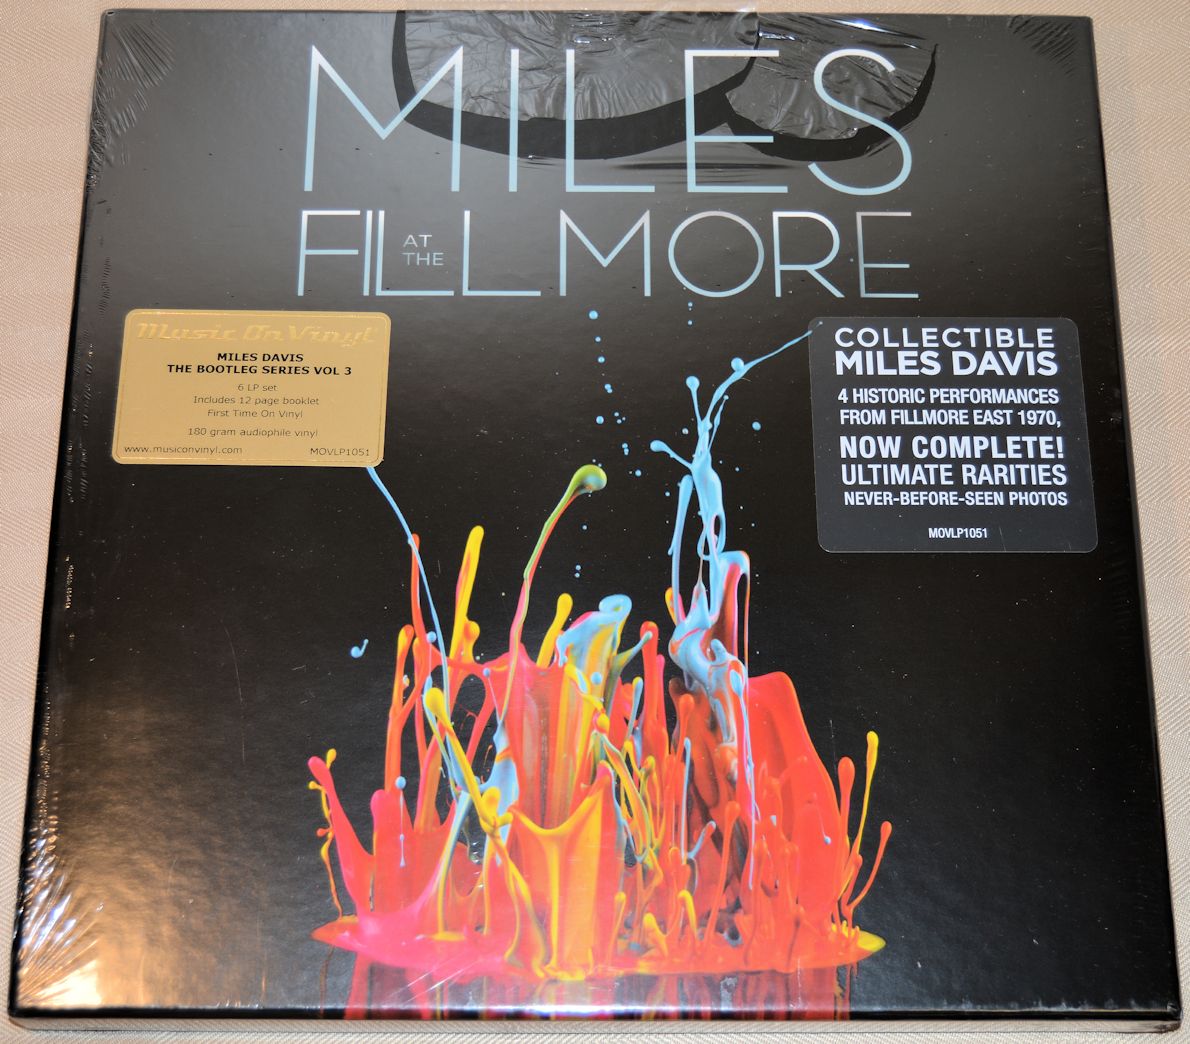 MILES
AT THE
FILLMORE
Music On Vinyl
MILES DAVIS
THE BOOTLEG SERIES VOL 3
6 LP set
Includes 12 page booklet
First Time On Vinyl
180 gram audiophile vinyl
www.musiconvinyl.com MOVLP1051
COLLECTIBLE
MILES DAVIS
4 HISTORIC PERFORMANCES
FROM FILLMORE EAST 1970,
NOW COMPLETE!
ULTIMATE RARITIES
NEVER-BEFORE-SEEN PHOTOS
MOVLP1051